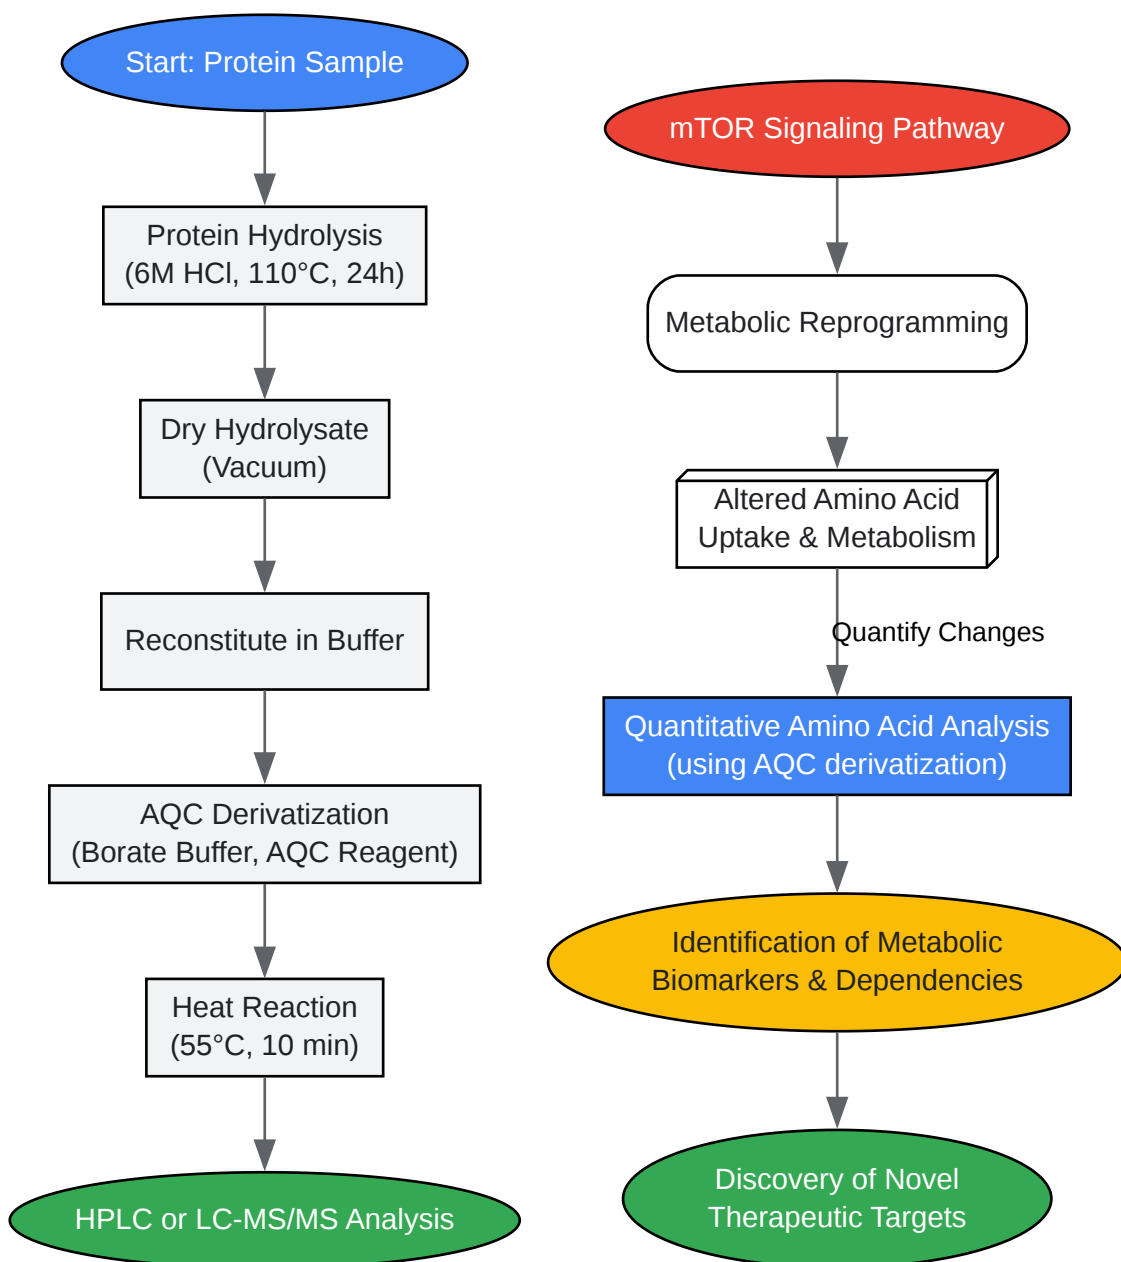 Start: Protein Sample
Protein Hydrolysis
(6M HCl, 110°C, 24h)
Dry Hydrolysate
(Vacuum)
Reconstitute in Buffer
AQC Derivatization
(Borate Buffer, AQC Reagent)
Heat Reaction
(55°C, 10 min)
HPLC or LC-MS/MS Analysis
mTOR Signaling Pathway
Metabolic Reprogramming
Altered Amino Acid
Uptake & Metabolism
Quantify Changes
Quantitative Amino Acid Analysis
(using AQC derivatization)
Identification of Metabolic
Biomarkers & Dependencies
Discovery of Novel
Therapeutic Targets